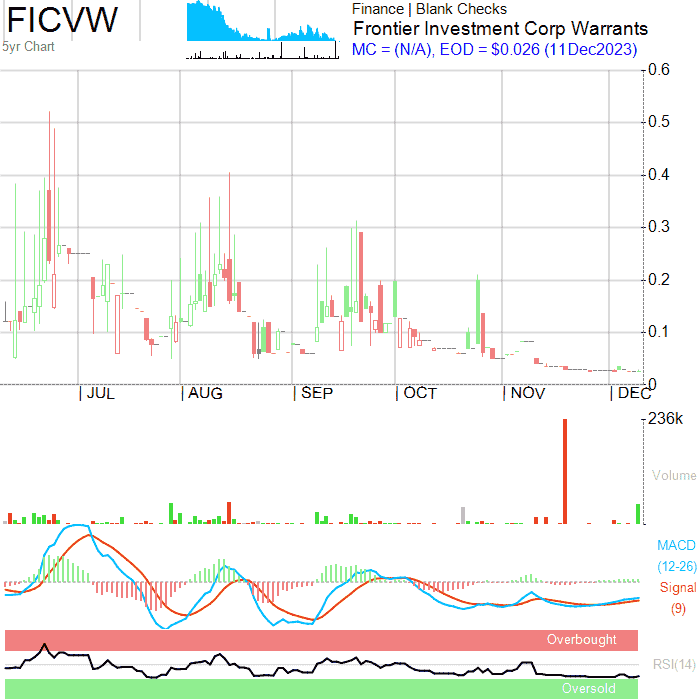 FICVW
5yr Chart
Finance | Blank Checks
Frontier Investment Corp Warrants
MC = (N/A), EOD = $0.026 (11Dec2023)
0.6
0.5
0.4
0.3
0.2
0.1
0
| JUL | AUG | SEP | OCT | NOV | DEC
236k
Volume
MACD
(12-26)
Signal
(9)
Overbought
RSI(14)
Oversold